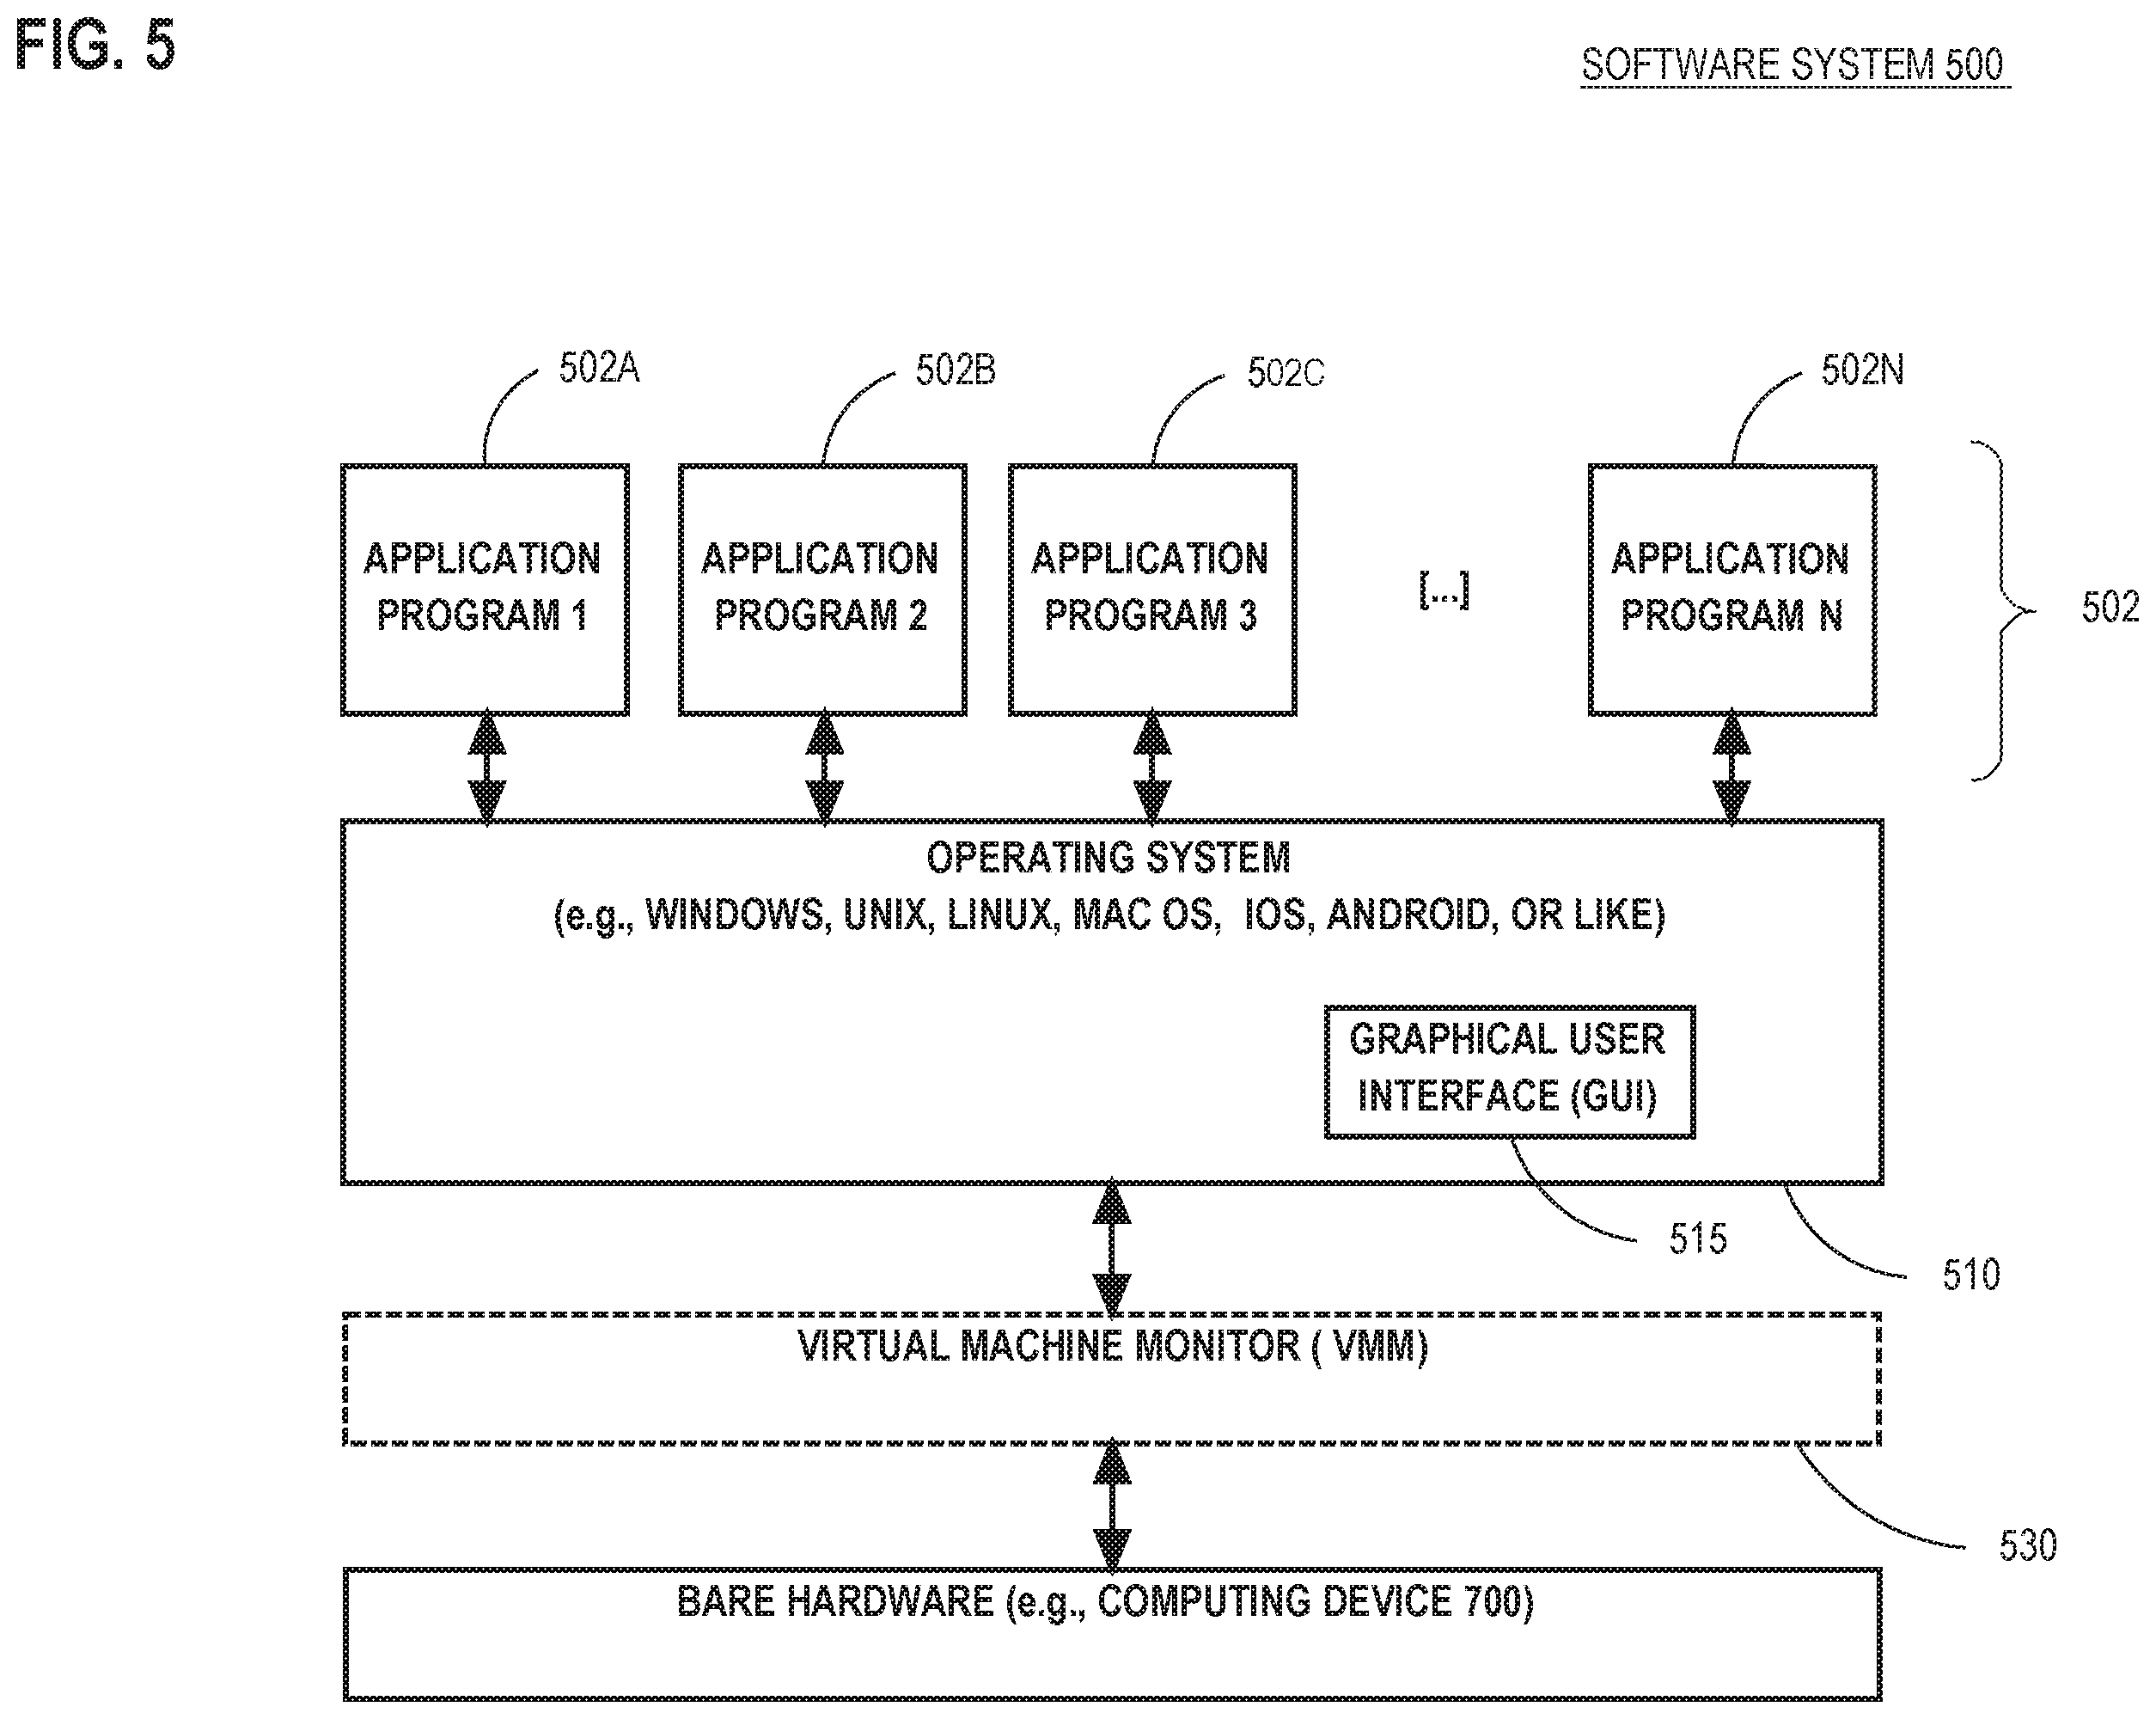 FIG. 5
SOFTWARE SYSTEM 500
502A
502B
502C
502N
APPLICATION
PROGRAM 1
APPLICATION
PROGRAM 2
APPLICATION
PROGRAM 3
[...]
APPLICATION
PROGRAM N
502
OPERATING SYSTEM
(e.g., WINDOWS, UNIX, LINUX, MAC OS, IOS, ANDROID, OR LIKE)
GRAPHICAL USER
INTERFACE (GUI)
515
510
VIRTUAL MACHINE MONITOR ( VMM)
530
BARE HARDWARE (e.g., COMPUTING DEVICE 700)